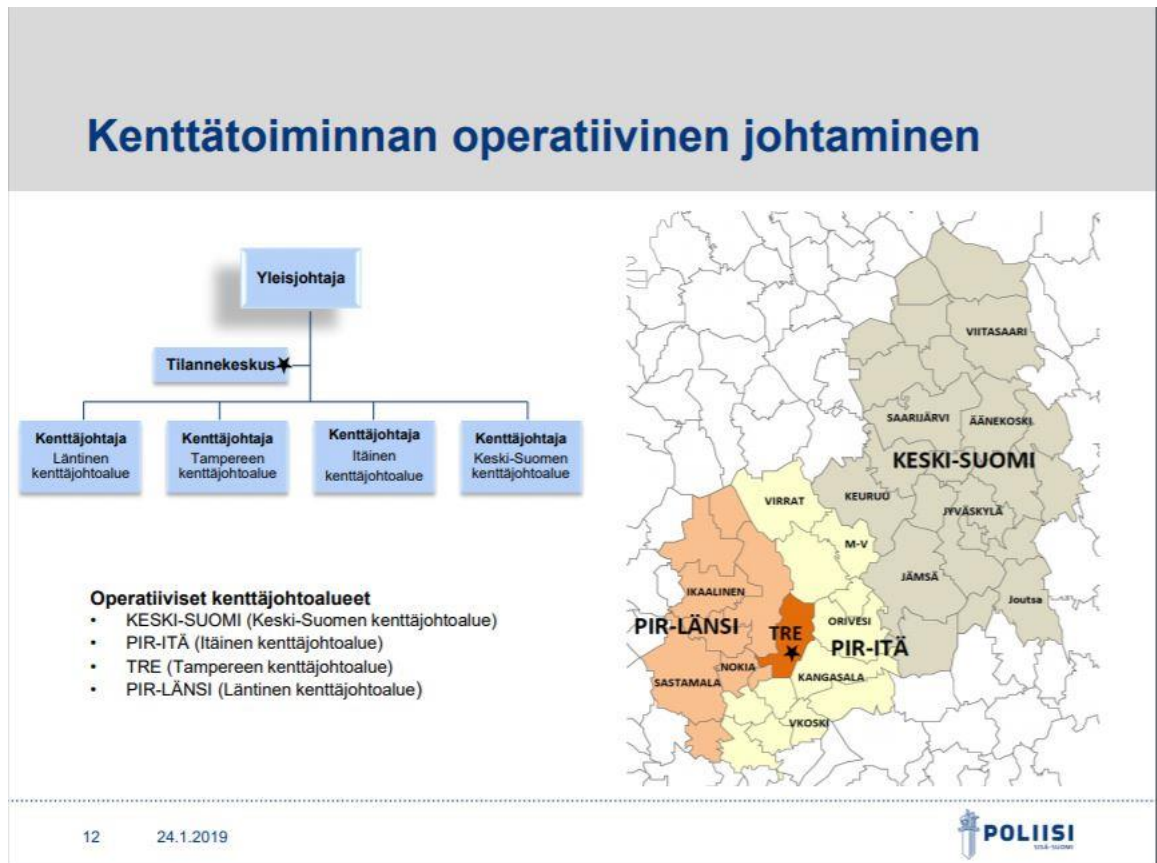 Kenttätoiminnan operatiivinen johtaminen
Yleisjohtaja
Tilannekeskus
Kenttäjohtaja
Läntinen
kenttäjohtoalue
Kenttäjohtaja
Tampereen
kenttäjohtoalue
Kenttäjohtaja
Itäinen
kenttäjohtoalue
Kenttäjohtaja
Keski-Suomen
kenttäjohtoalue
Operatiiviset kenttäjohtoalueet
• KESKI-SUOMI (Keski-Suomen kenttäjohtoalue)
• PIR-ITÄ (Itäinen kenttäjohtoalue)
• TRE (Tampereen kenttäjohtoalue)
• PIR-LÄNSI (Läntinen kenttäjohtoalue)
VIITASAARI
SAARIJÄRVI
ÄÄNEKOSKI
KESKI-SUOMI
VIRRAT
KEURUU
JYVÄSKYLÄ
M-V
JÄMSÄ
IKAALINEN
Joutsa
PIR-LÄNSI
TRE
ORIVESI
PIR-ITÄ
NOKIA
KANGASALA
SASTAMALA
VKOSKI
12 24.1.2019
POLIISI
SISÄ-SUOMI